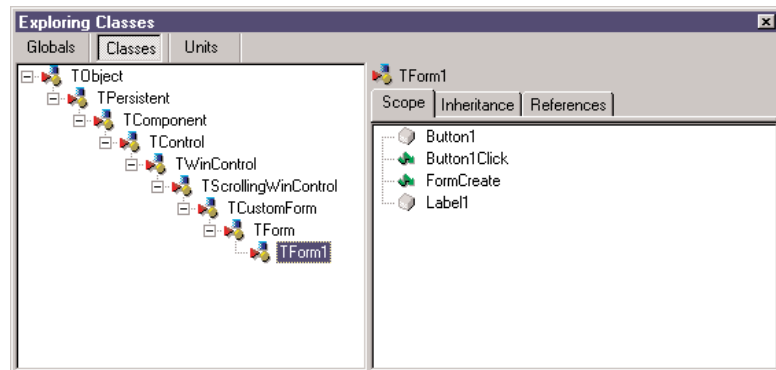 Exploring Classes
Globals Classes Units
TObject
TPersistent
TComponent
TControl
TWinControl
TScrollingWinControl
TCustomForm
TForm
TForm1
TForm1
Scope Inheritance References
Button1
Button1Click
FormCreate
Label1